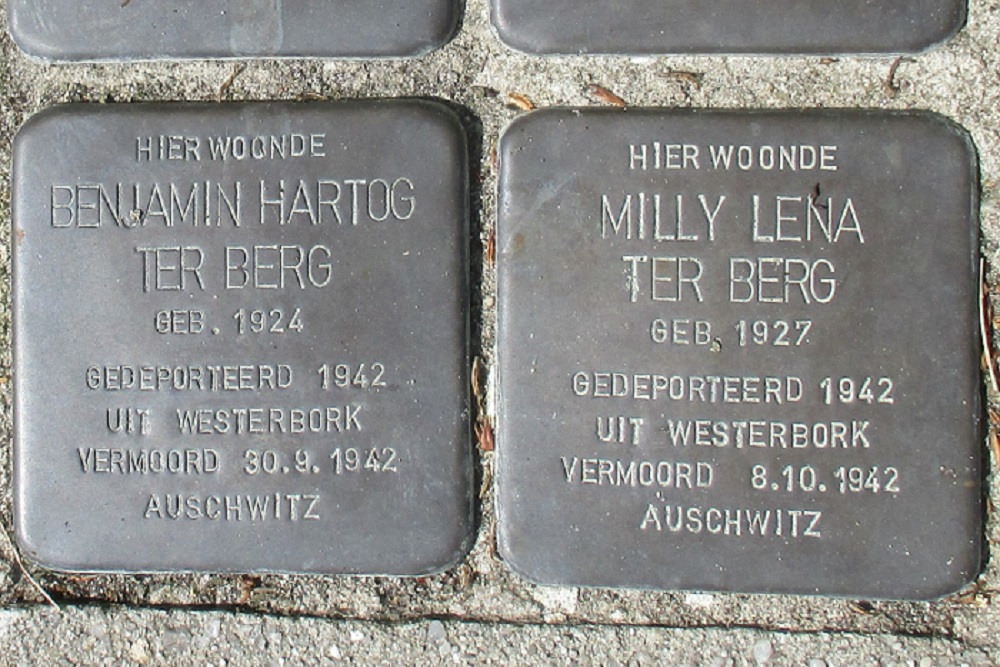 HIER WOONDE
BENJAMIN HARTOG
TER BERG
GEB. 1924
GEDEPORTEERD 1942
UIT WESTERBORK
VERMOORD 30.9.1942
AUSCHWITZ
HIER WOONDE
MILLY LENA
TER BERG
GEB. 1927
GEDEPORTEERD 1942
UIT WESTERBORK
VERMOORD 8.10.1942
AUSCHWITZ